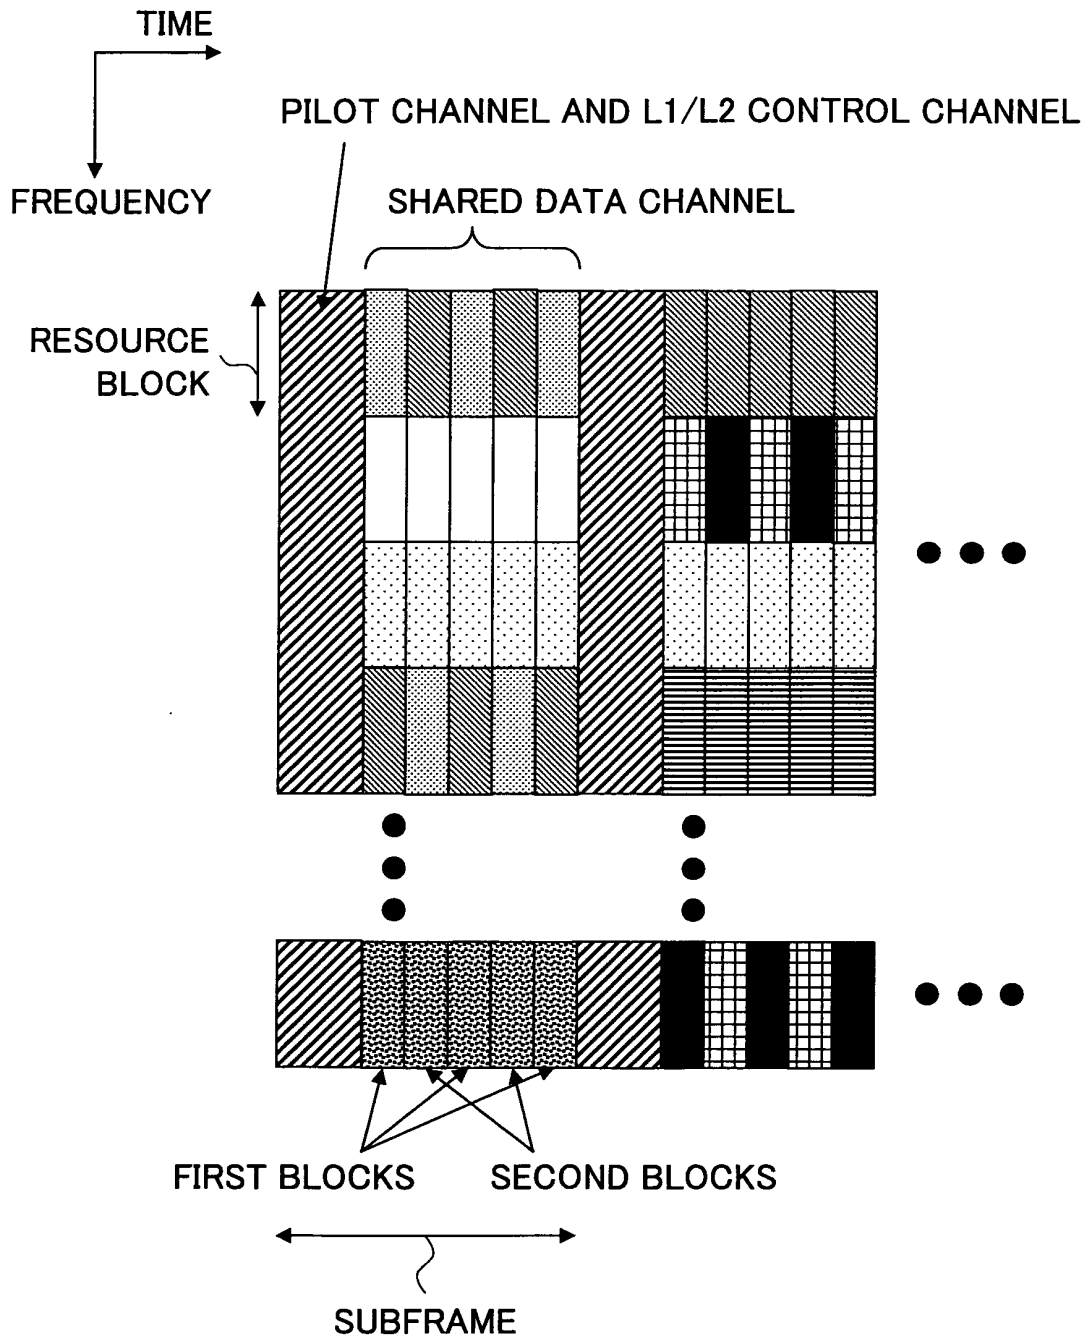 TIME
PILOT CHANNEL AND L1/L2 CONTROL CHANNEL
FREQUENCY
SHARED DATA CHANNEL
RESOURCE
BLOCK
FIRST BLOCKS
SECOND BLOCKS
SUBFRAME